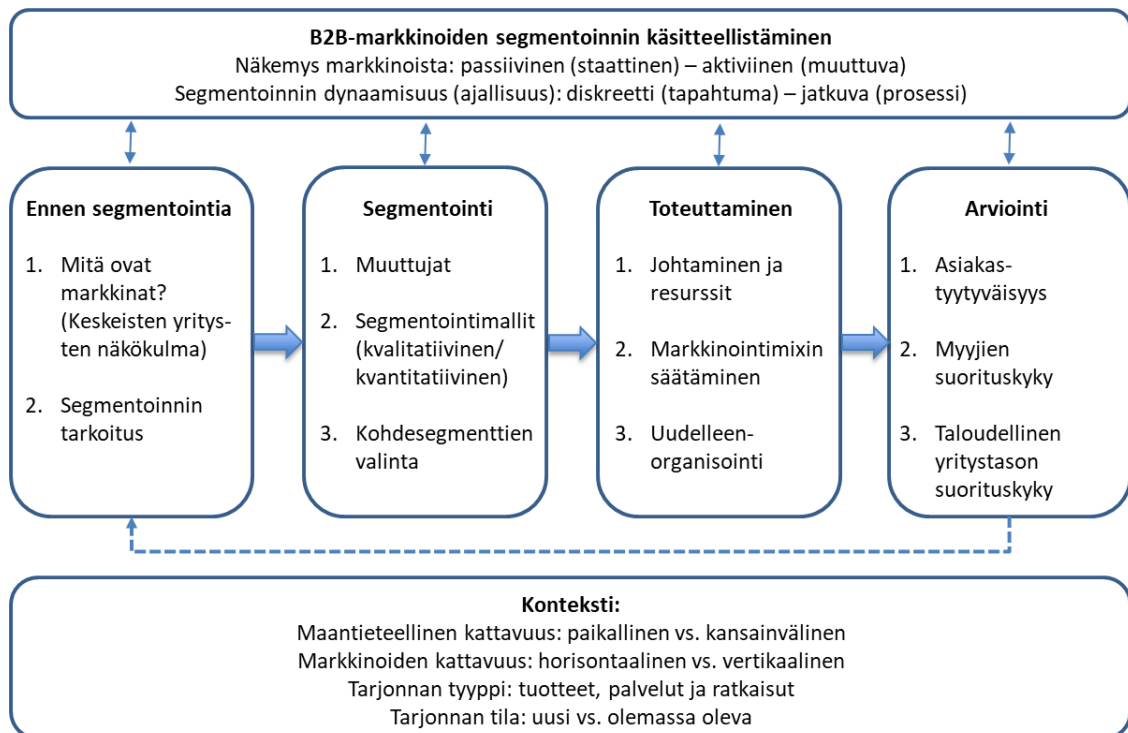 B2B-markkinoiden segmentoinnin käsitteellistäminen
Näkemys markkinoista: passiivinen (staattinen) – aktiviinen (muuttuva)
Segmentoinnin dynaamisuus (ajallisuus): diskreetti (tapahtuma) – jatkuva (prosessi)
Ennen segmentointia
1. Mitä ovat
markkinat?
(Keskeisten yritys-
ten näkökulma)
2. Segmentoinnin
tarkoitus
Segmentointi
1. Muuttujat
2. Segmentointimallit
(kvalitatiivinen/
kvantitatiivinen)
3. Kohdesegmenttien
valinta
Toteuttaminen
1. Johtaminen ja
resurssit
2. Markkinointimixin
säätäminen
3. Uudelleen-
organisointi
Arviointi
1. Asiakas-
tyytyväisyys
2. Myyjien
suorituskyky
3. Taloudellinen
yritystason
suorituskyky
Konteksti:
Maantieteellinen kattavuus: paikallinen vs. kansainvälinen
Markkinoiden kattavuus: horisontaalinen vs. vertikaalinen
Tarjonnan tyyppi: tuotteet, palvelut ja ratkaisut
Tarjonnan tila: uusi vs. olemassa oleva